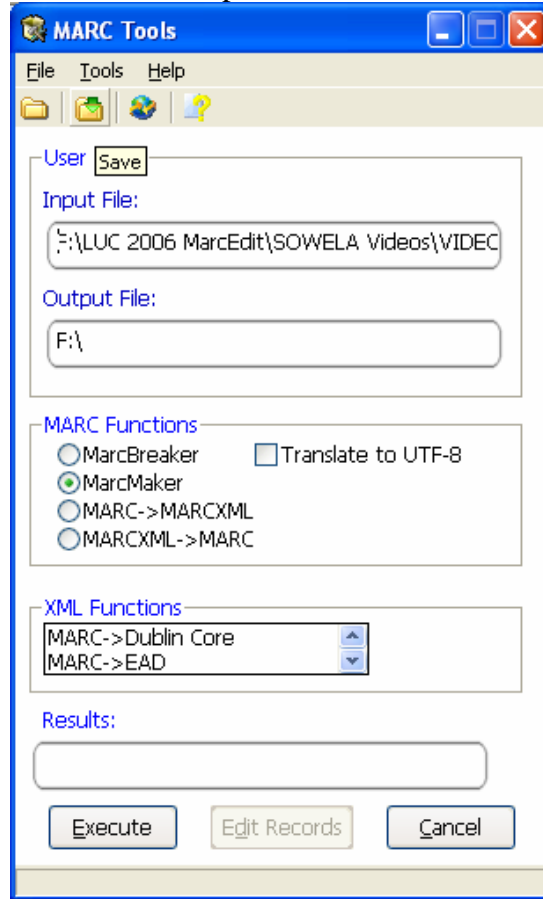 MARC Tools
File Tools Help
User Save
Input File:
F:\LUC 2006 MarcEdit\SOWELA Videos\VIDEC
Output File:
F:\
MARC Functions
MarcBreaker Translate to UTF-8
MarcMaker
MARC->MARCXML
MARCXML->MARC
XML Functions
MARC->Dublin Core
MARC->EAD
Results:
Execute Edit Records Cancel